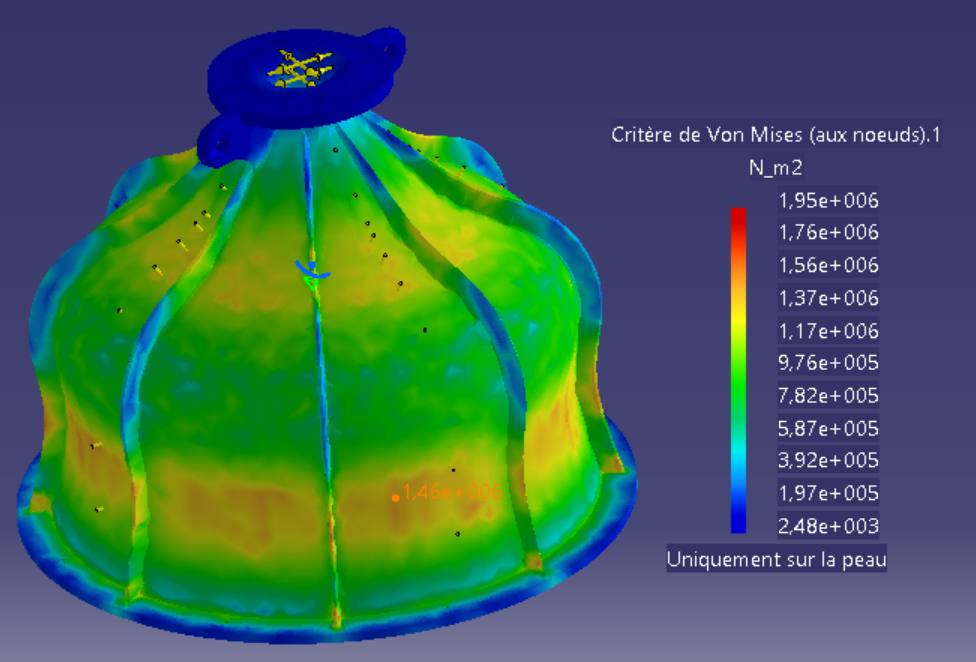 Critère de Von Mises (aux noeuds).1
N_m2
1,95e+006
1,76e+006
1,56e+006
1,37e+006
1,17e+006
9,76e+005
7,82e+005
5,87e+005
3,92e+005
1,97e+005
2,48e+003
1,46e+006
Uniquement sur la peau